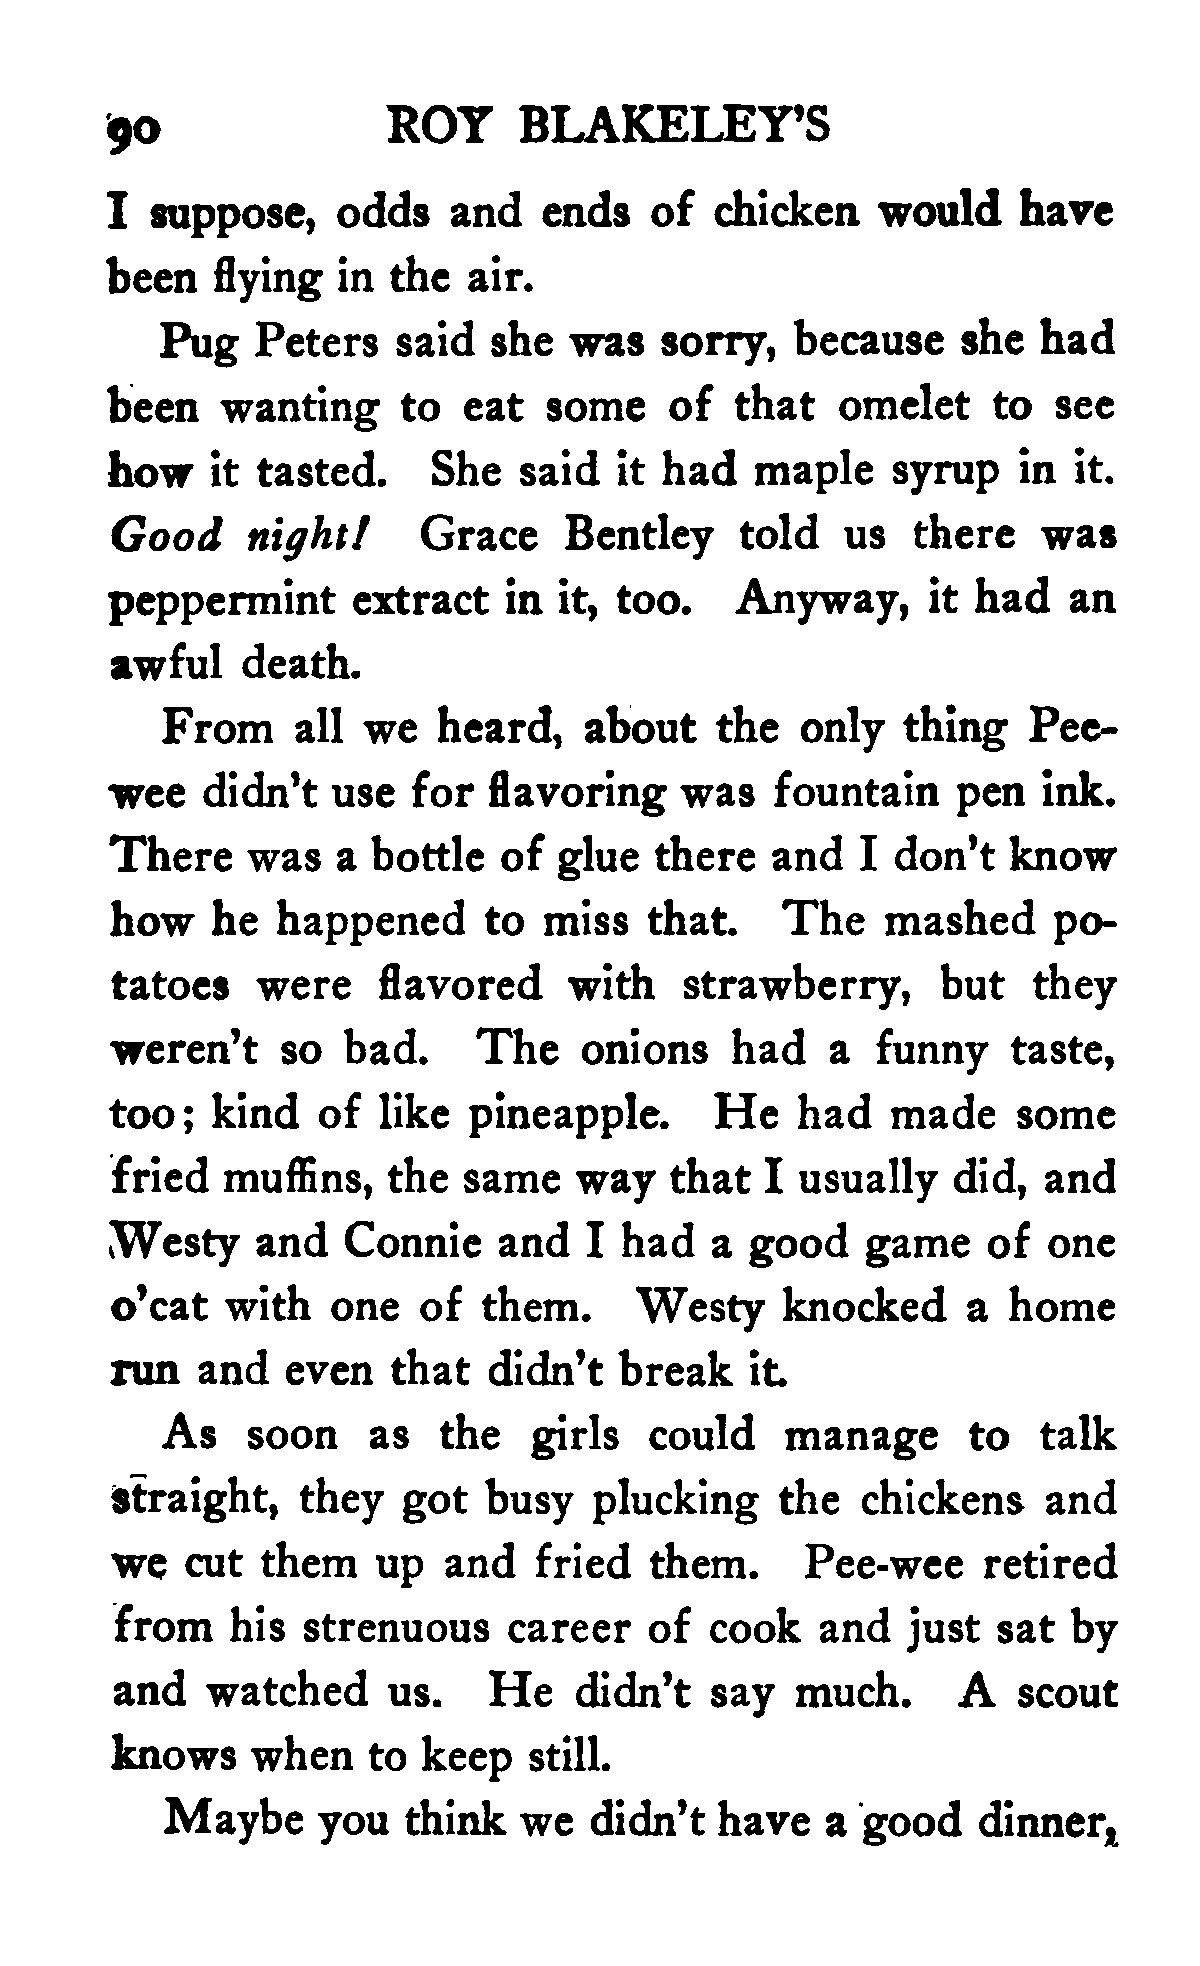 90 ROY BLAKELEY'S
I suppose, odds and ends of chicken would have
been flying in the air.
Pug Peters said she was sorry, because she had
been wanting to eat some of that omelet to see
how it tasted. She said it had maple syrup in it.
Good night! Grace Bentley told us there was
peppermint extract in it, too. Anyway, it had an
awful death.
From all we heard, about the only thing Pee-
wee didn't use for flavoring was fountain pen ink.
There was a bottle of glue there and I don't know
how he happened to miss that. The mashed po-
tatoes were flavored with strawberry, but they
weren't so bad. The onions had a funny taste,
too; kind of like pineapple. He had made some
fried muffins, the same way that I usually did, and
Westy and Connie and I had a good game of one
o'cat with one of them. Westy knocked a home
run and even that didn't break it.
As soon as the girls could manage to talk
straight, they got busy plucking the chickens and
we cut them up and fried them. Pee-wee retired
from his strenuous career of cook and just sat by
and watched us. He didn't say much. A scout
knows when to keep still.
Maybe you think we didn't have a good dinner,